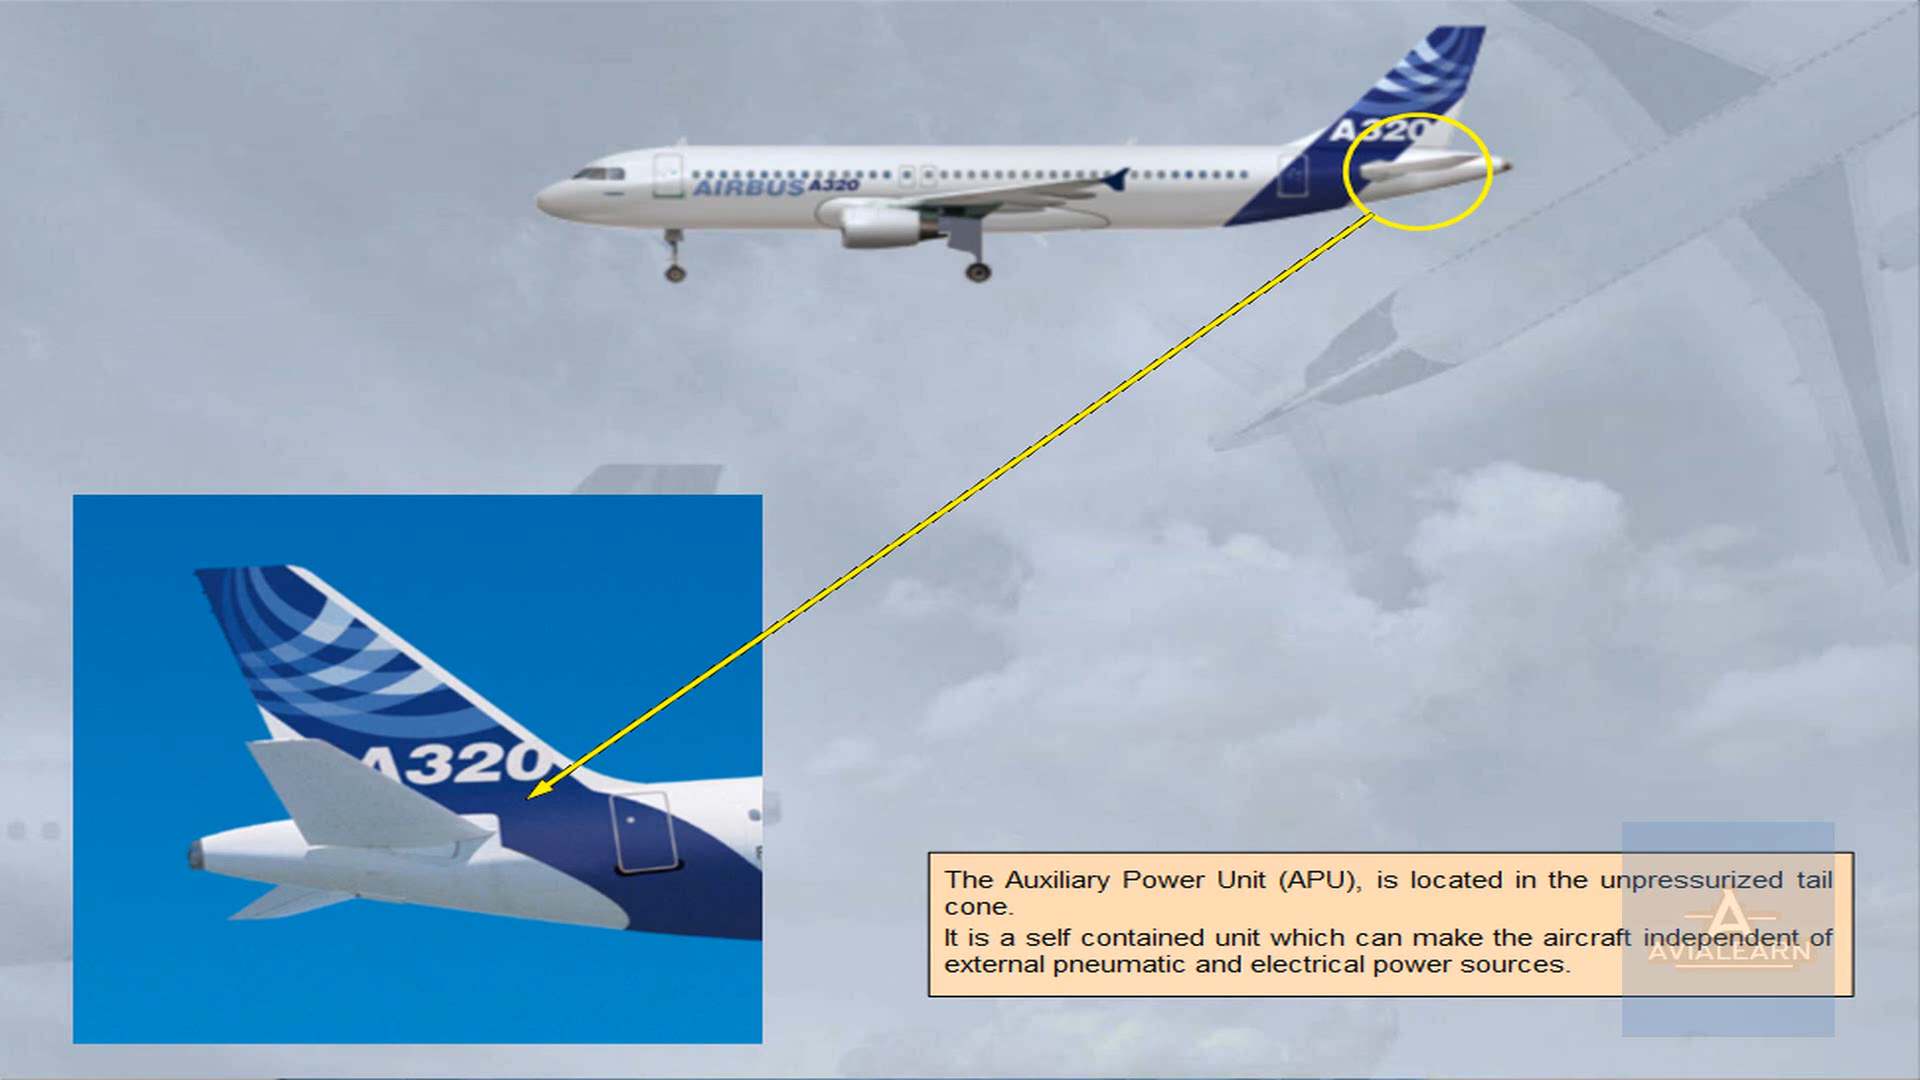 A320
AIRBUS A320
A320
The Auxiliary Power Unit (APU), is located in the unpressurized tail
cone.
It is a self contained unit which can make the aircraft independent of
external pneumatic and electrical power sources.
AVIALEARN